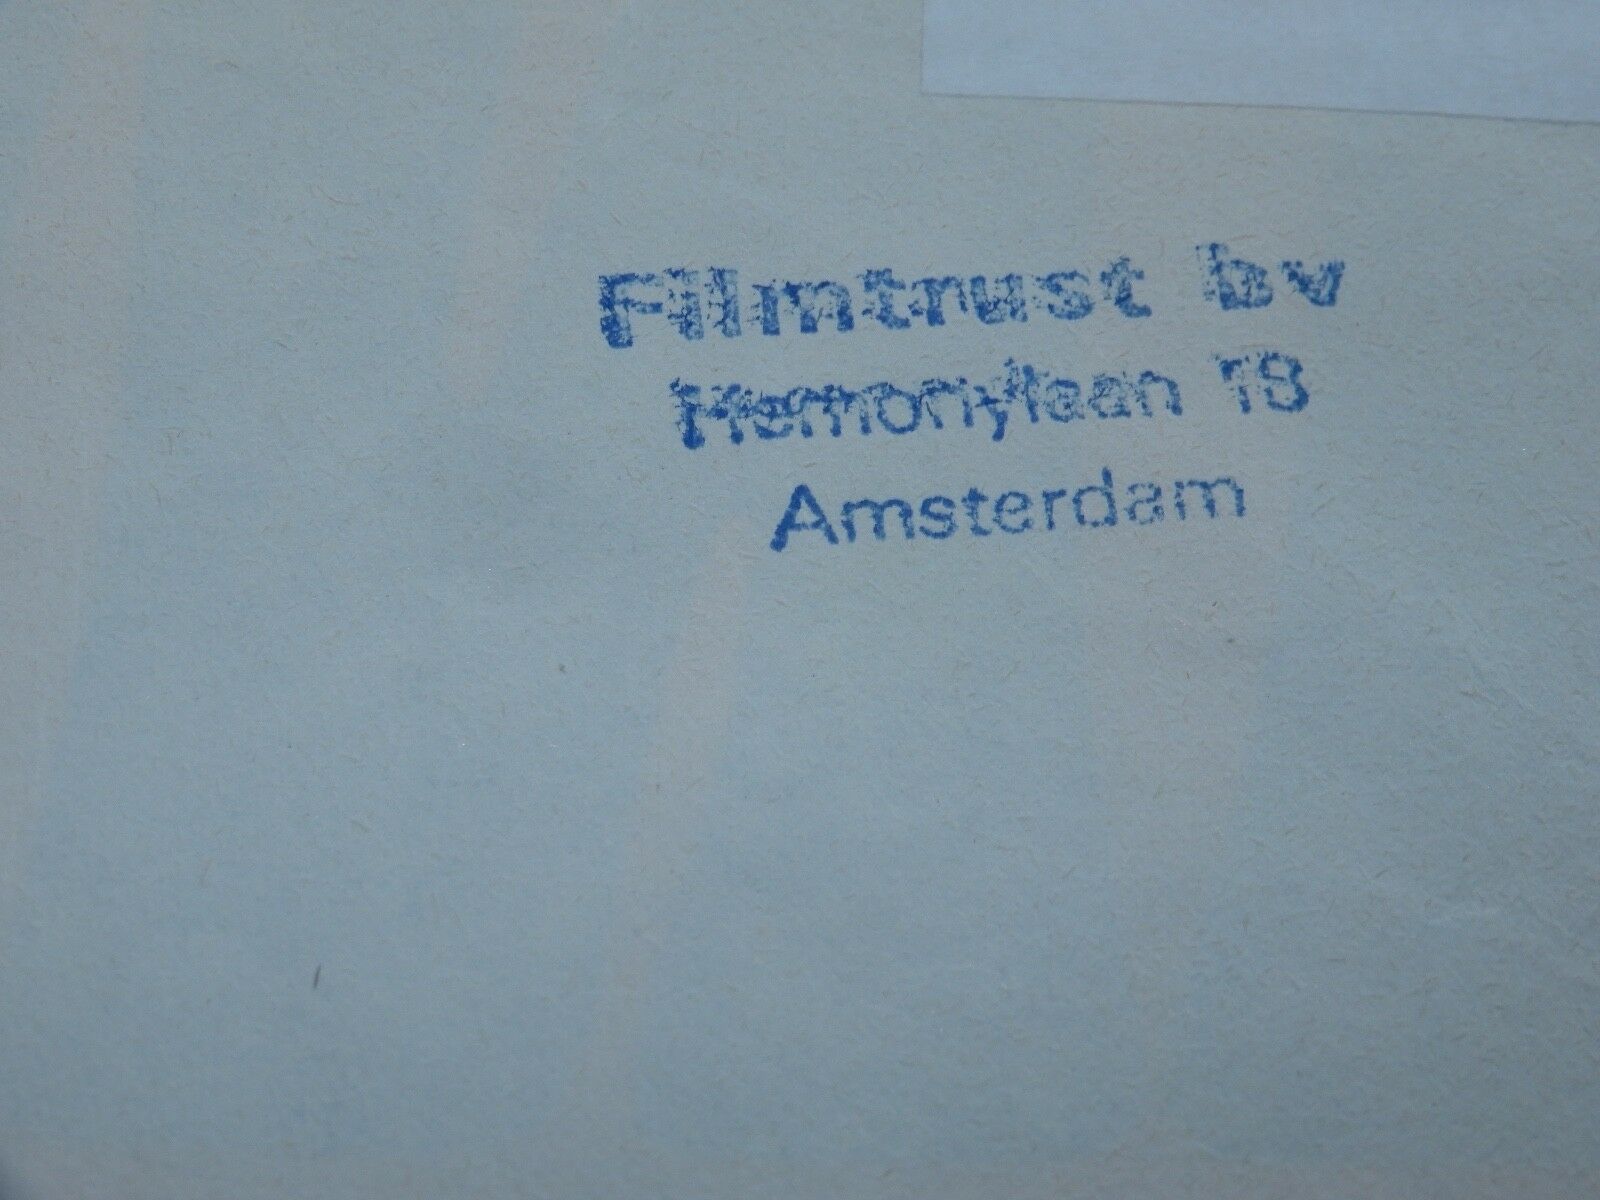 Filmtrust bv
Hemonylaan 18
Amsterdam